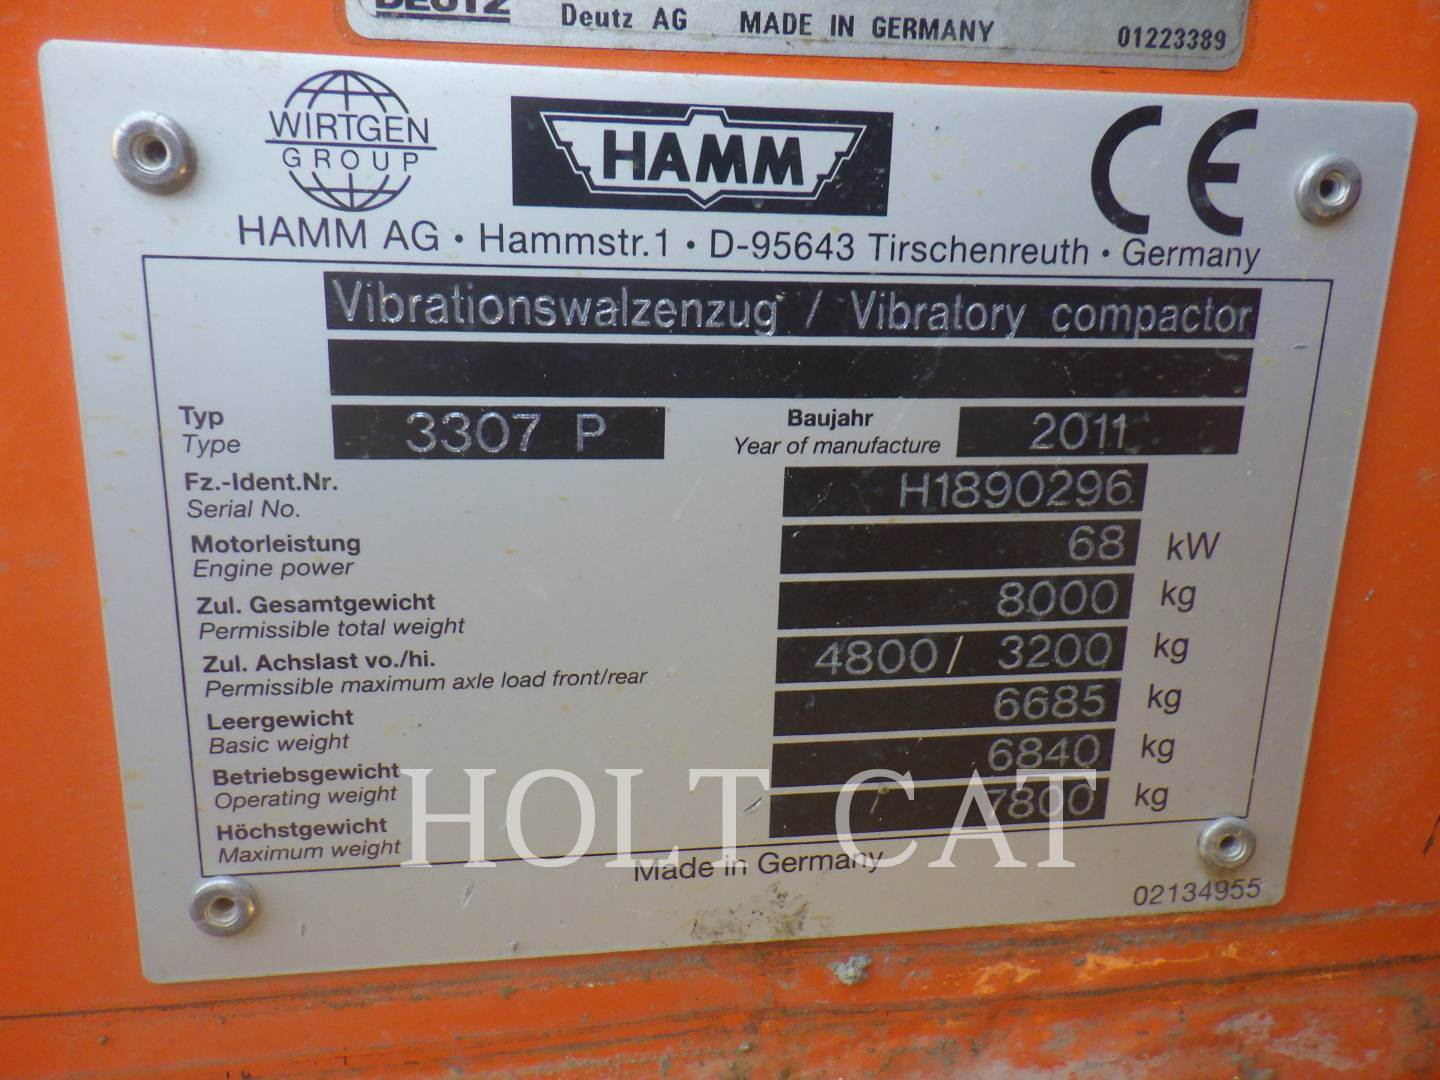 DEUTZ Deutz AG MADE IN GERMANY 01223389
WIRTGEN
GROUP
HAMM
CE
HAMM AG • Hammstr.1 • D-95643 Tirschenreuth • Germany
Vibrationswalzenzug / Vibratory compactor
Typ
Type
3307 P
Baujahr
Year of manufacture
2011
Fz.-Ident.Nr.
Serial No.
H1890296
Motorleistung
Engine power
68 kW
Zul. Gesamtgewicht
Permissible total weight
8000 kg
Zul. Achslast vo./hi.
Permissible maximum axle load front/rear
4800/ 3200 kg
Leergewicht
Basic weight
6685 kg
Betriebsgewicht
Operating weight
6840 kg
Höchstgewicht
Maximum weight
7800 kg
HOLT CAT
Made in Germany
02134955